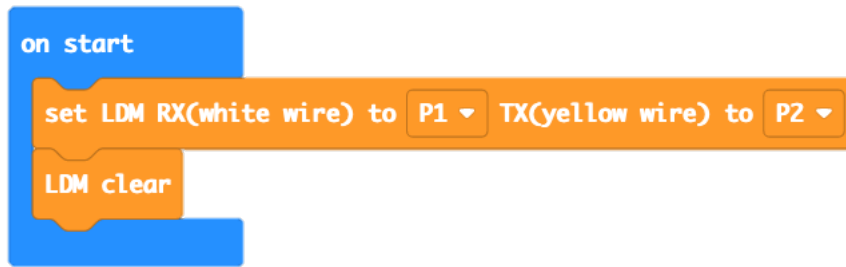 on start
set LDM RX(white wire) to P1 TX(yellow wire) to P2
LDM clear